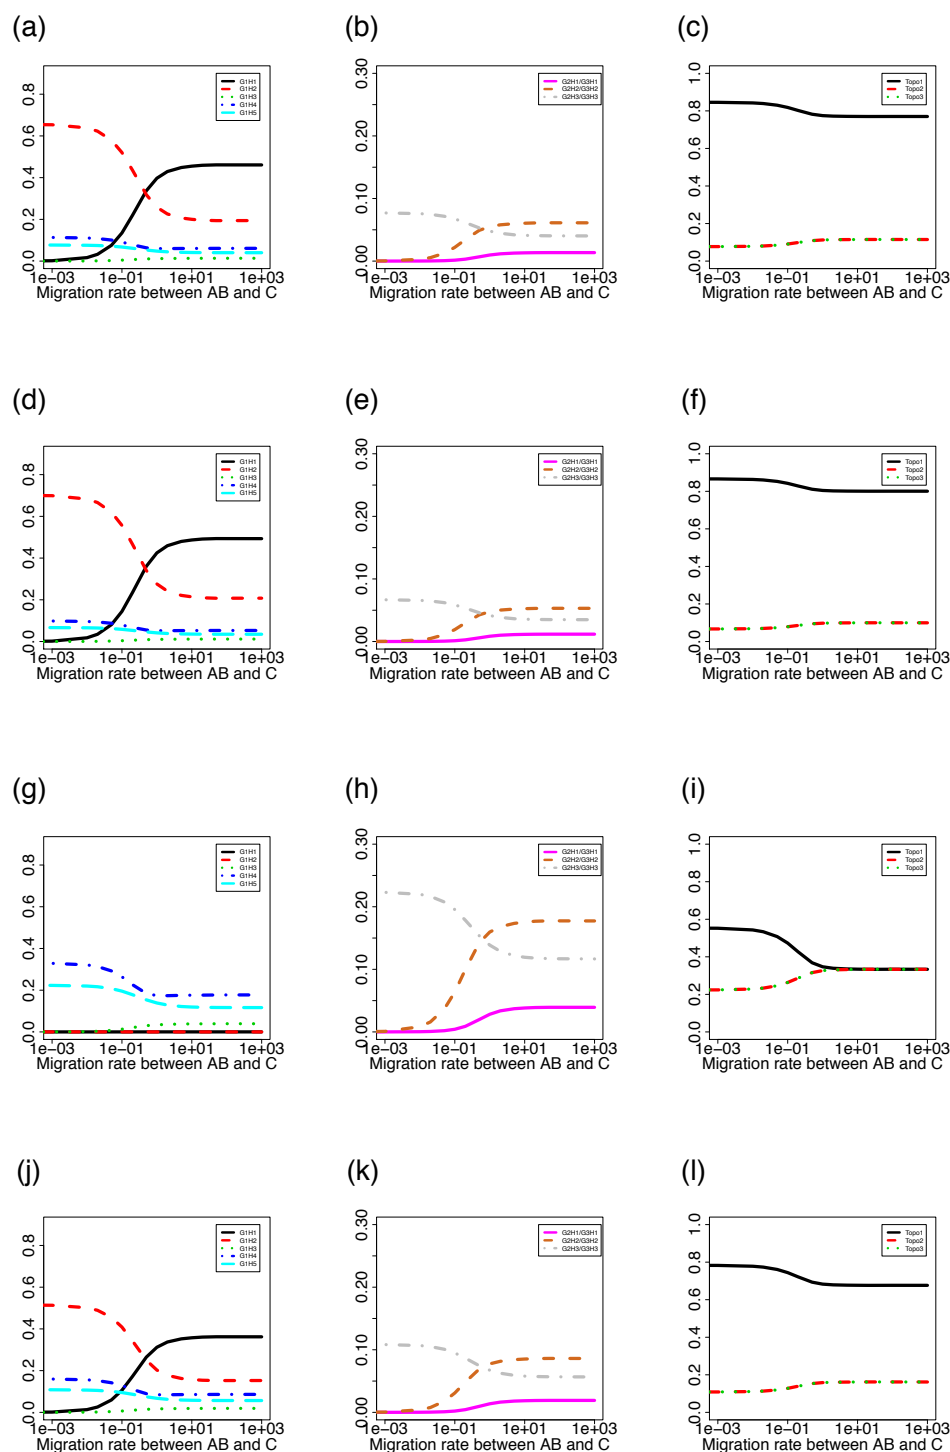 (a)
0.0 0.2 0.4 0.6 0.8
G1H1
G1H2
G1H3
G1H4
G1H5
1e−03 1e−01 1e+01 1e+03
Migration rate between AB and C
(b)
0.00 0.10 0.20 0.30
G2H1/G3H1
G2H2/G3H2
G2H3/G3H3
1e−03 1e−01 1e+01 1e+03
Migration rate between AB and C
(c)
0.0 0.2 0.4 0.6 0.8 1.0
Topo1
Topo2
Topo3
1e−03 1e−01 1e+01 1e+03
Migration rate between AB and C
(d)
0.0 0.2 0.4 0.6 0.8
G1H1
G1H2
G1H3
G1H4
G1H5
1e−03 1e−01 1e+01 1e+03
Migration rate between AB and C
(e)
0.00 0.10 0.20 0.30
G2H1/G3H1
G2H2/G3H2
G2H3/G3H3
1e−03 1e−01 1e+01 1e+03
Migration rate between AB and C
(f)
0.0 0.2 0.4 0.6 0.8 1.0
Topo1
Topo2
Topo3
1e−03 1e−01 1e+01 1e+03
Migration rate between AB and C
(g)
0.0 0.2 0.4 0.6 0.8
G1H1
G1H2
G1H3
G1H4
G1H5
1e−03 1e−01 1e+01 1e+03
Migration rate between AB and C
(h)
0.00 0.10 0.20 0.30
G2H1/G3H1
G2H2/G3H2
G2H3/G3H3
1e−03 1e−01 1e+01 1e+03
Migration rate between AB and C
(i)
0.0 0.2 0.4 0.6 0.8 1.0
Topo1
Topo2
Topo3
1e−03 1e−01 1e+01 1e+03
Migration rate between AB and C
(j)
0.0 0.2 0.4 0.6 0.8
G1H1
G1H2
G1H3
G1H4
G1H5
1e−03 1e−01 1e+01 1e+03
Migration rate between AB and C
(k)
0.00 0.10 0.20 0.30
G2H1/G3H1
G2H2/G3H2
G2H3/G3H3
1e−03 1e−01 1e+01 1e+03
Migration rate between AB and C
(l)
0.0 0.2 0.4 0.6 0.8 1.0
Topo1
Topo2
Topo3
1e−03 1e−01 1e+01 1e+03
Migration rate between AB and C